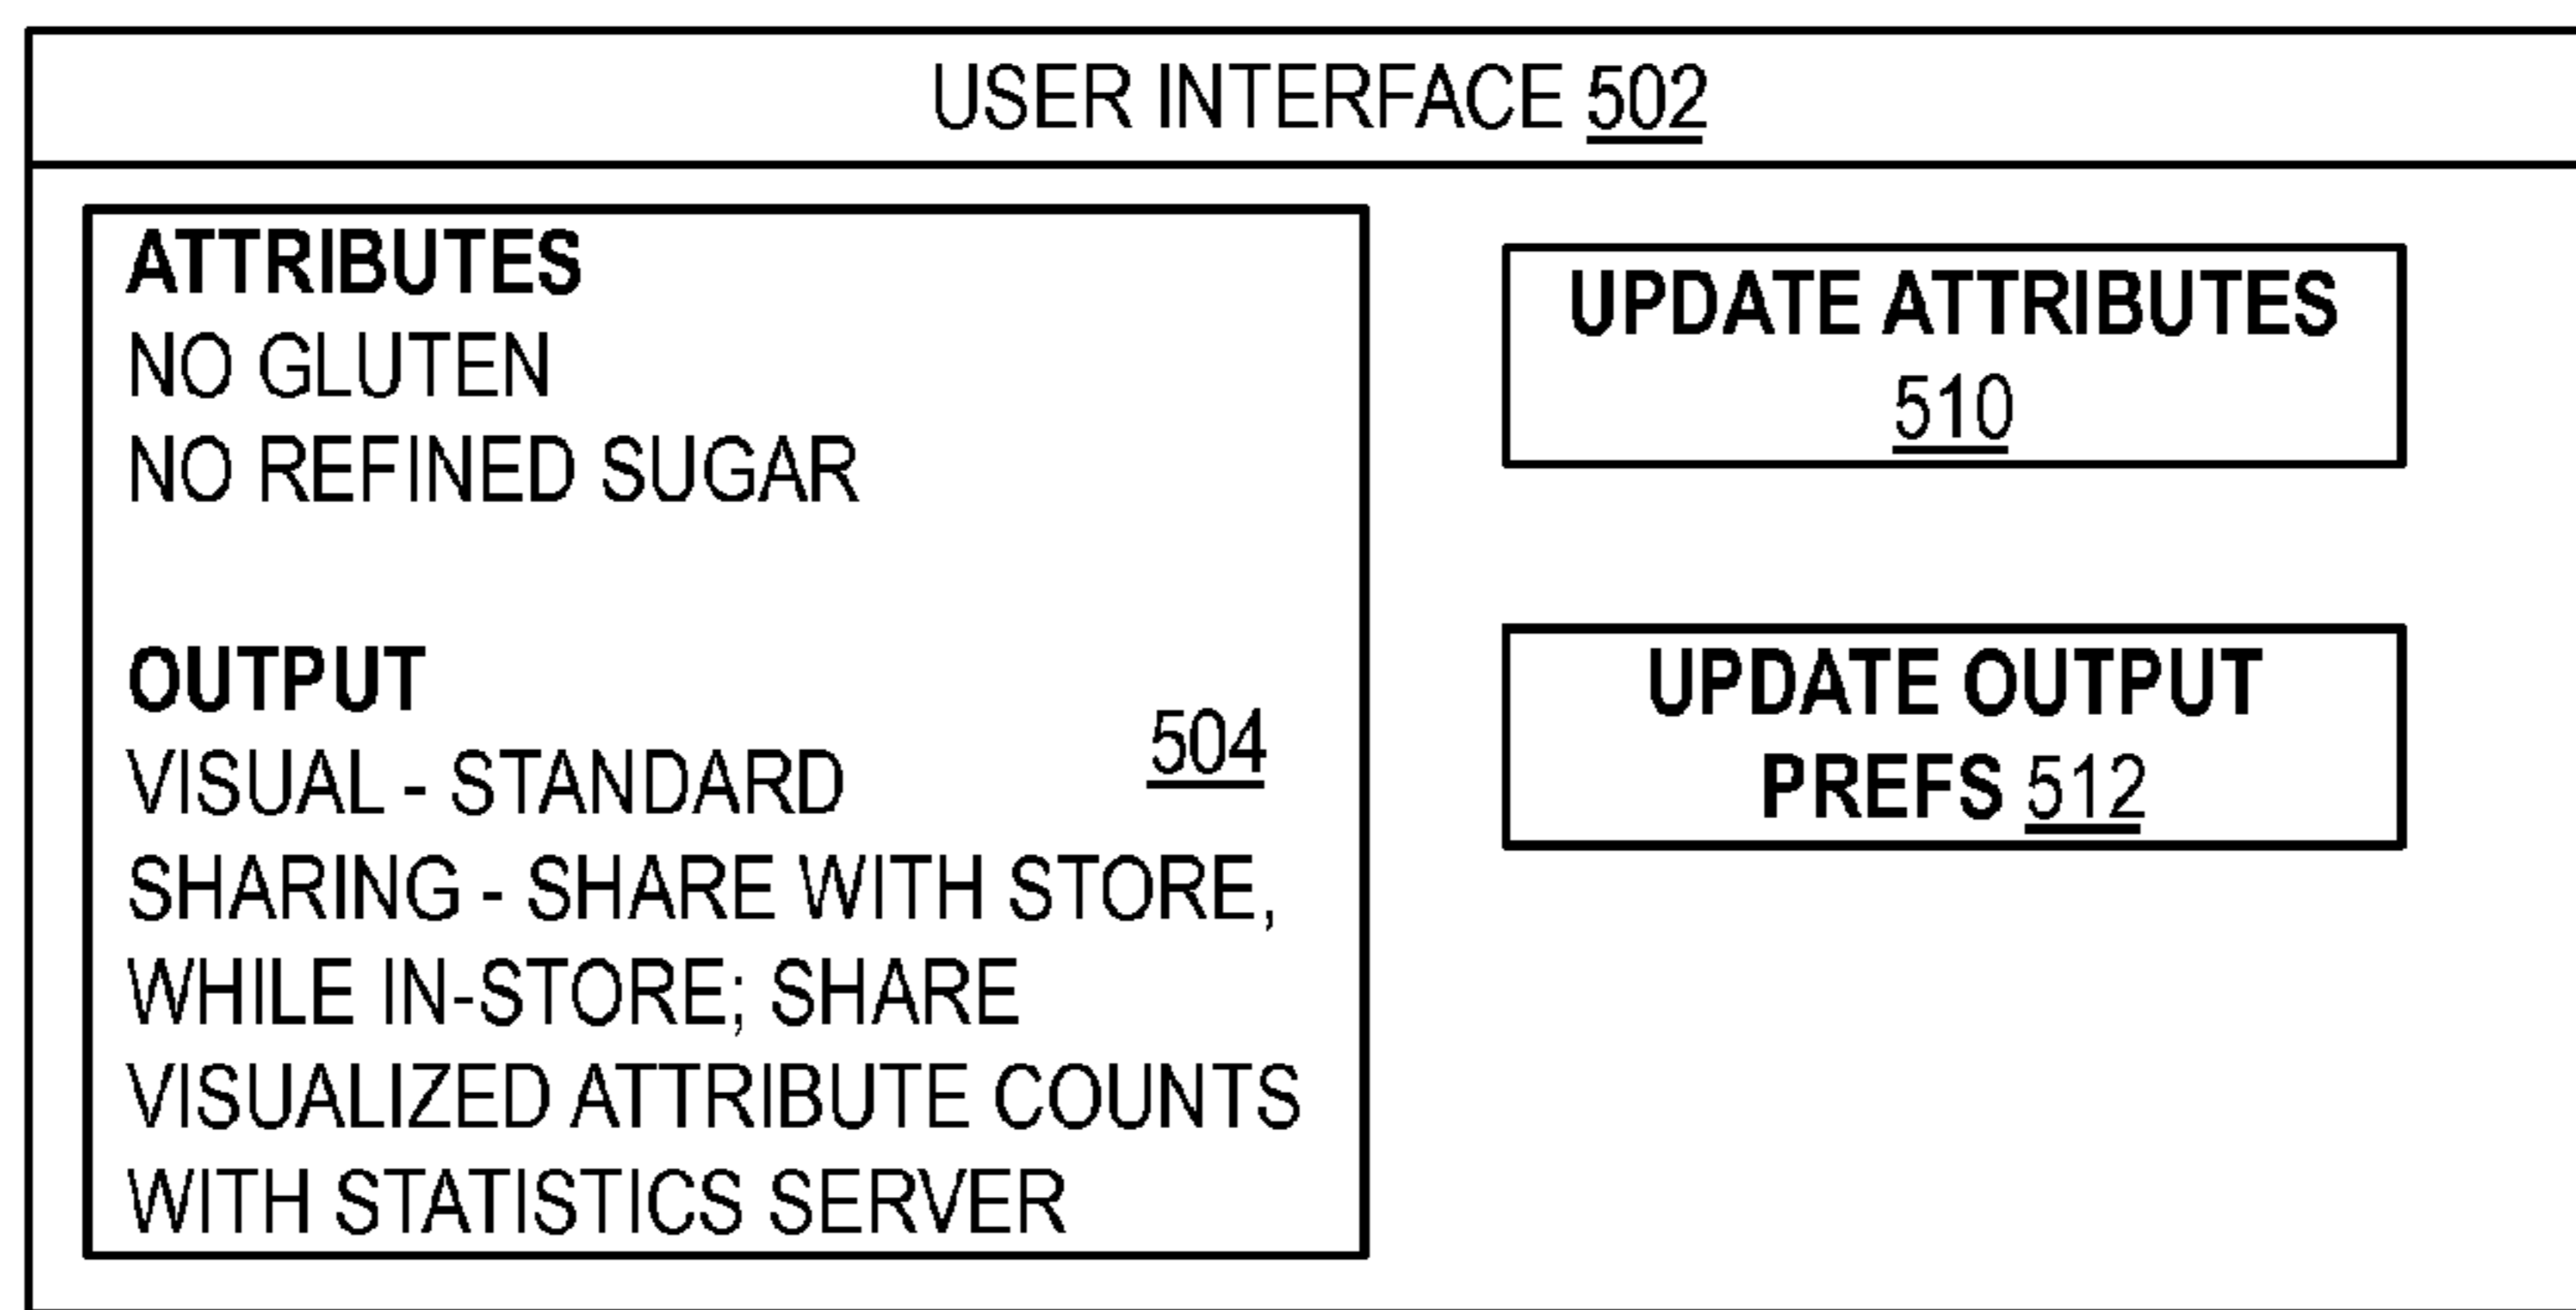 USER INTERFACE 502
ATTRIBUTES
NO GLUTEN
NO REFINED SUGAR
OUTPUT
504
VISUAL - STANDARD
SHARING - SHARE WITH STORE,
WHILE IN-STORE; SHARE
VISUALIZED ATTRIBUTE COUNTS
WITH STATISTICS SERVER
UPDATE ATTRIBUTES
510
UPDATE OUTPUT
PREFS 512